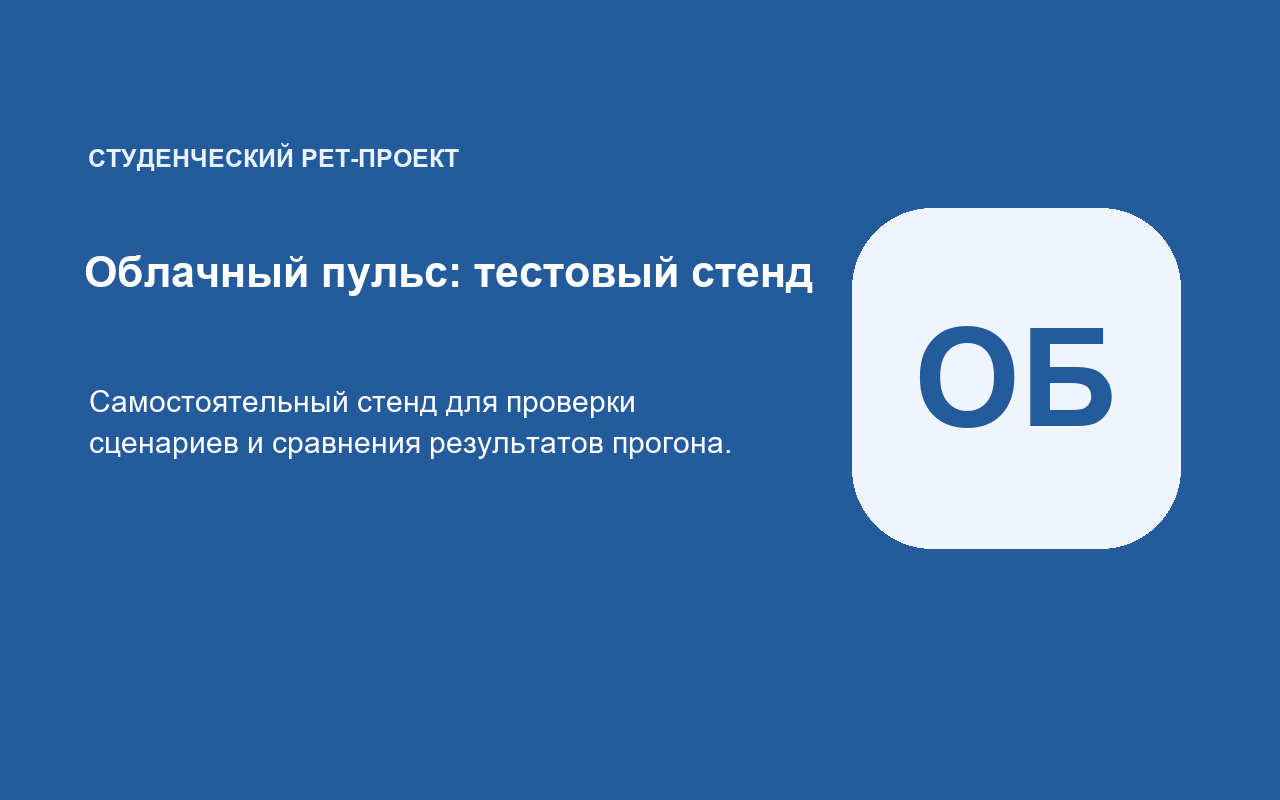 СТУДЕНЧЕСКИЙ PET-ПРОЕКТ
Облачный пульс: тестовый стенд
ОБ
Самостоятельный стенд для проверки
сценариев и сравнения результатов прогона.